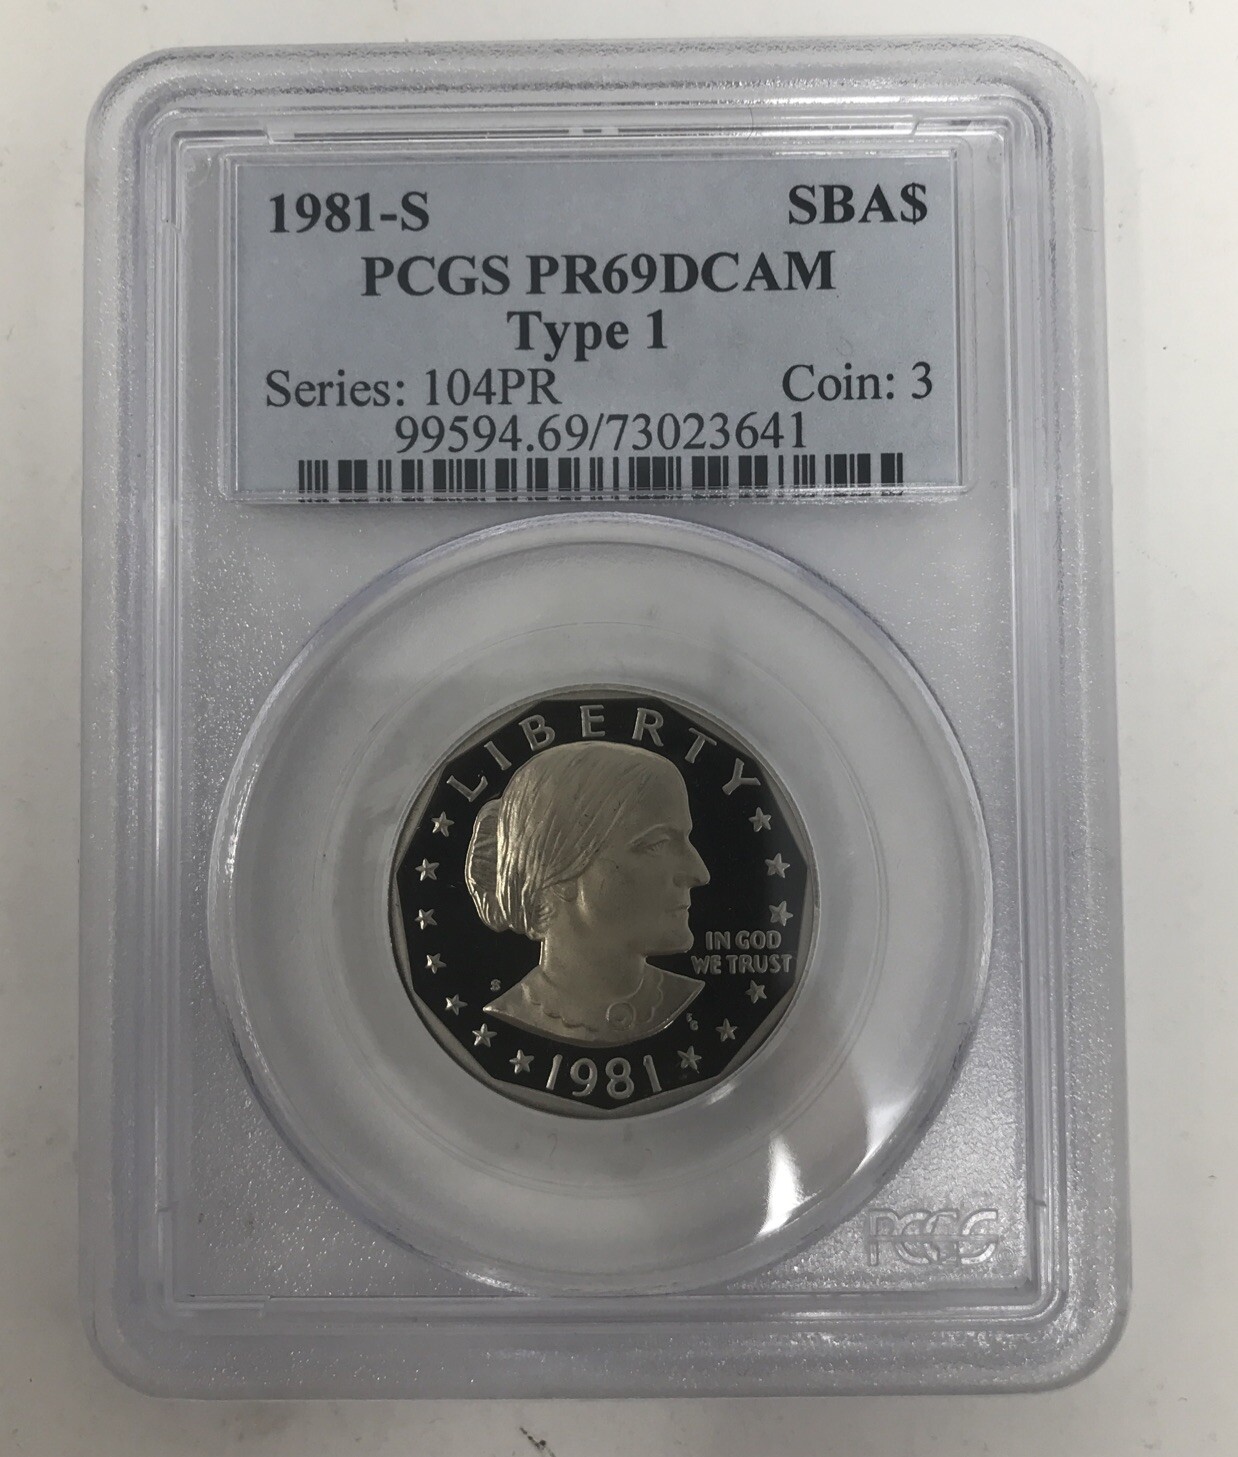 1981-S SBA$
PCGS PR69DCAM
Type 1
Series: 104PR Coin: 3
99594.69/73023641
LIBERTY
IN GOD
WE TRUST
S
FG
1981
PCGS